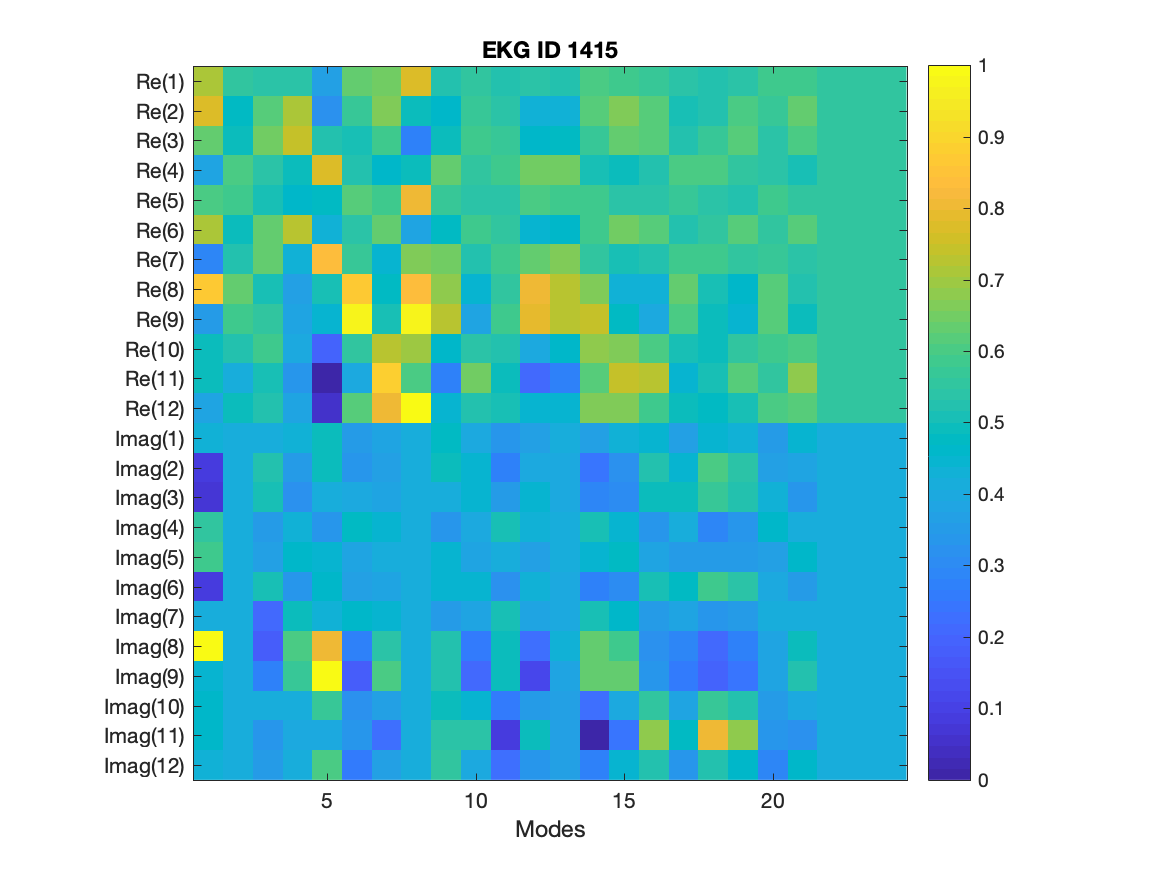 EKG ID 1415
Re(1)
Re(2)
Re(3)
Re(4)
Re(5)
Re(6)
Re(7)
Re(8)
Re(9)
Re(10)
Re(11)
Re(12)
Imag(1)
Imag(2)
Imag(3)
Imag(4)
Imag(5)
Imag(6)
Imag(7)
Imag(8)
Imag(9)
Imag(10)
Imag(11)
Imag(12)
5 10 15 20
Modes
1
0.9
0.8
0.7
0.6
0.5
0.4
0.3
0.2
0.1
0